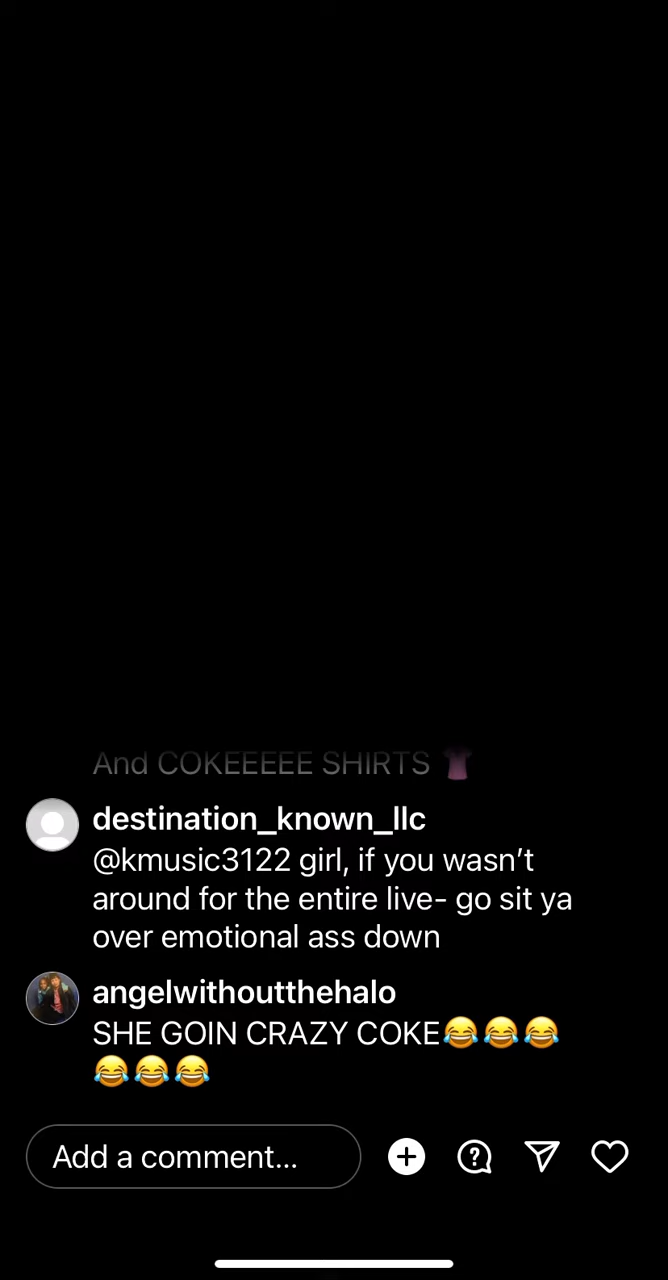 And COKEEEEE SHIRTS 👚
destination_known_llc
@kmusic3122 girl, if you wasn’t
around for the entire live- go sit ya
over emotional ass down
angelwithoutthehalo
SHE GOIN CRAZY COKE😂😂😂
😂😂😂
Add a comment...